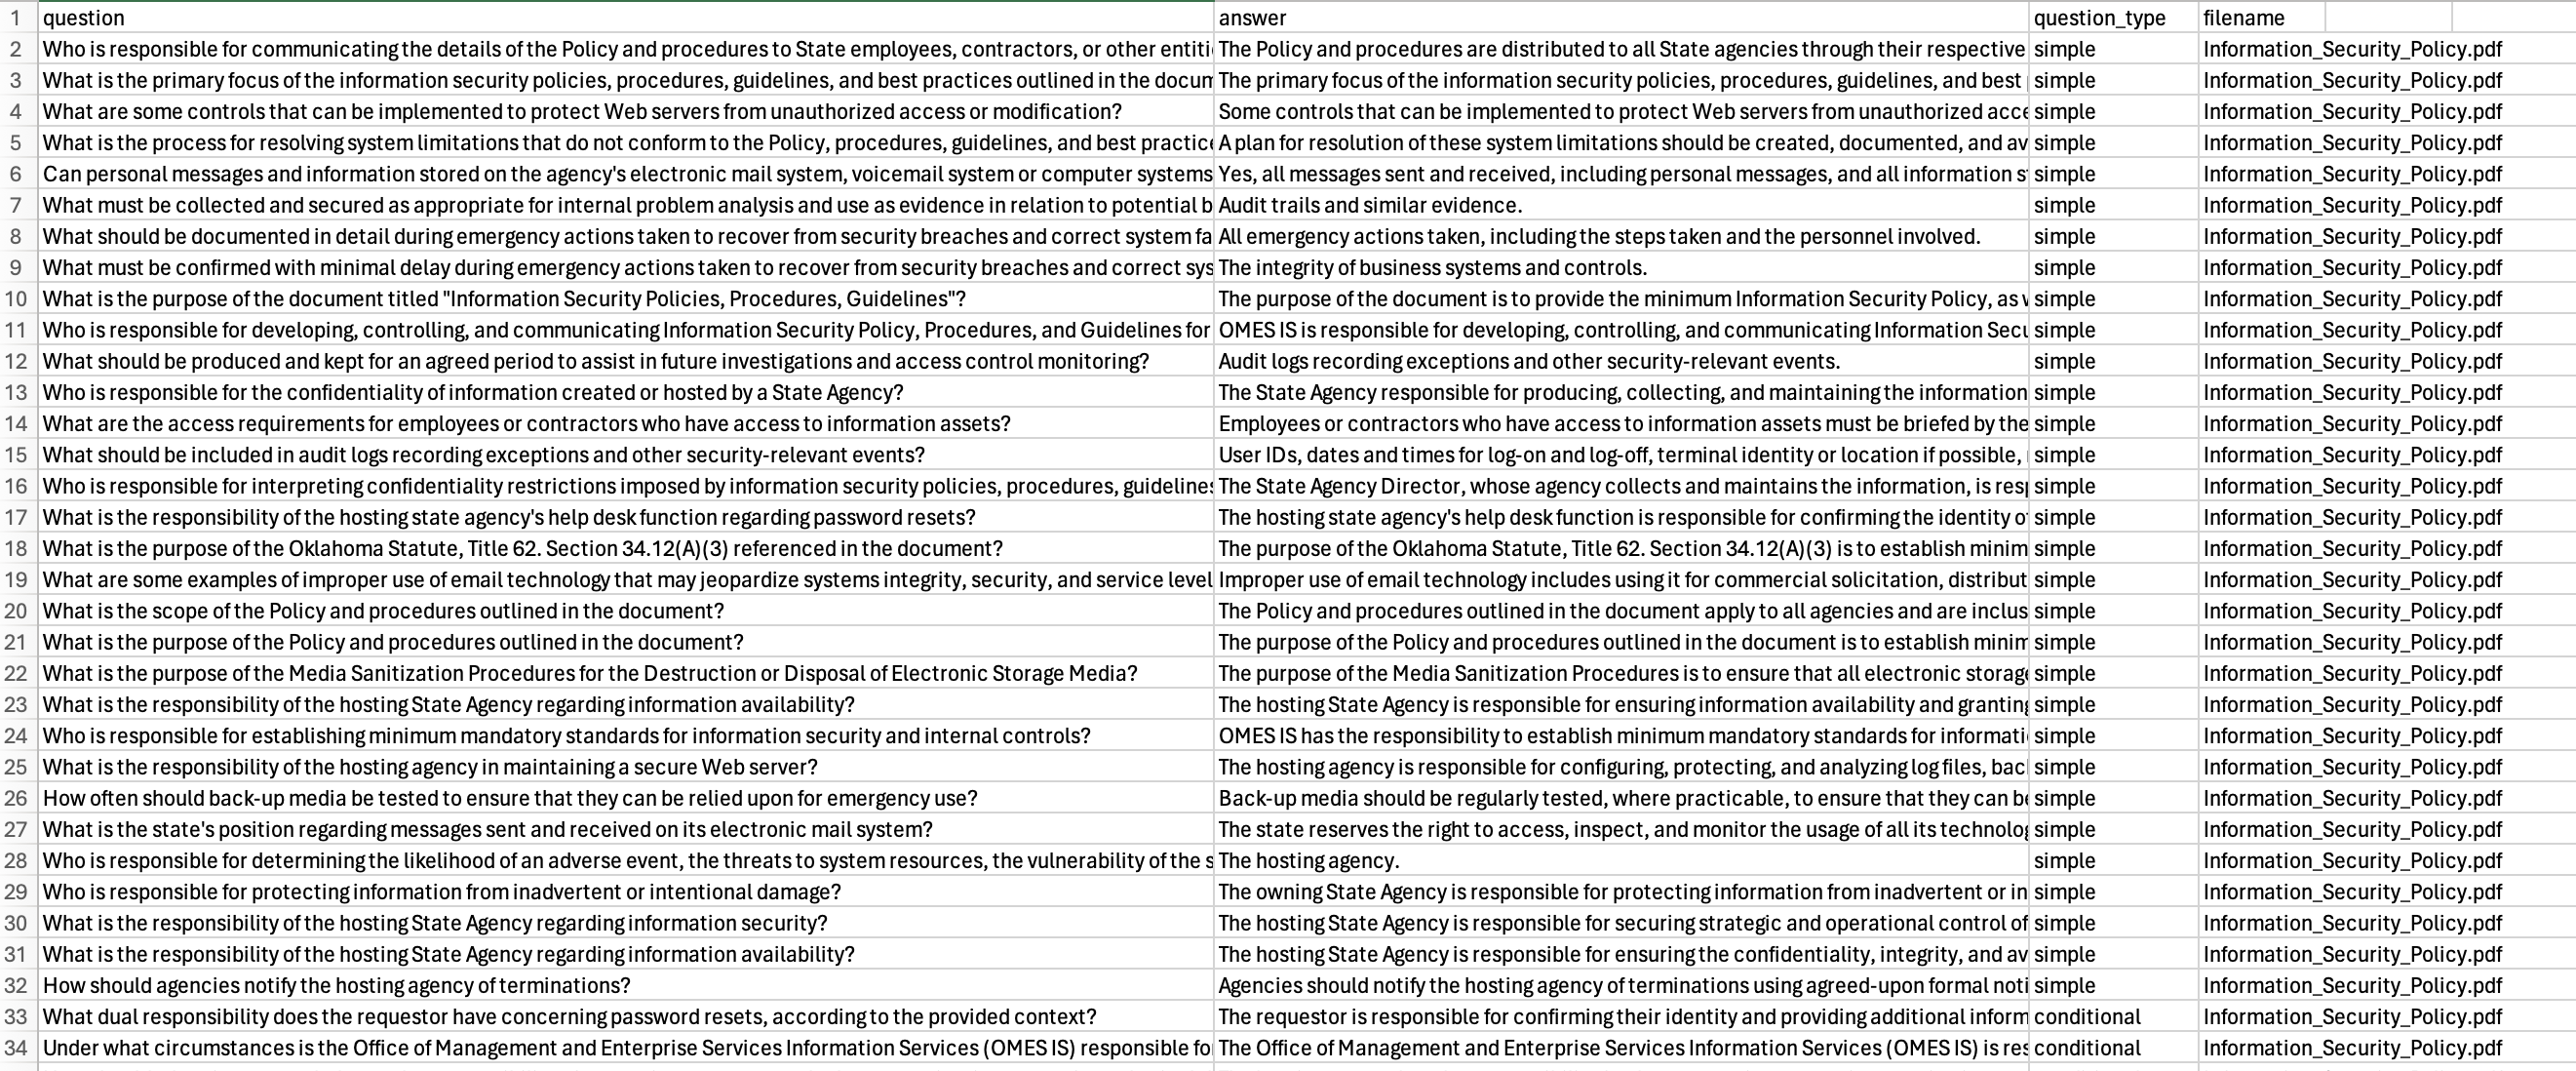 1 question answer question_type filename
2 Who is responsible for communicating the details of the Policy and procedures to State employees, contractors, or other entiti The Policy and procedures are distributed to all State agencies through their respective simple Information_Security_Policy.pdf
3 What is the primary focus of the information security policies, procedures, guidelines, and best practices outlined in the docum The primary focus of the information security policies, procedures, guidelines, and best simple Information_Security_Policy.pdf
4 What are some controls that can be implemented to protect Web servers from unauthorized access or modification? Some controls that can be implemented to protect Web servers from unauthorized acce simple Information_Security_Policy.pdf
5 What is the process for resolving system limitations that do not conform to the Policy, procedures, guidelines, and best practice A plan for resolution of these system limitations should be created, documented, and av simple Information_Security_Policy.pdf
6 Can personal messages and information stored on the agency's electronic mail system, voicemail system or computer systems Yes, all messages sent and received, including personal messages, and all information s simple Information_Security_Policy.pdf
7 What must be collected and secured as appropriate for internal problem analysis and use as evidence in relation to potential b Audit trails and similar evidence. simple Information_Security_Policy.pdf
8 What should be documented in detail during emergency actions taken to recover from security breaches and correct system fa All emergency actions taken, including the steps taken and the personnel involved. simple Information_Security_Policy.pdf
9 What must be confirmed with minimal delay during emergency actions taken to recover from security breaches and correct sys The integrity of business systems and controls. simple Information_Security_Policy.pdf
10 What is the purpose of the document titled "Information Security Policies, Procedures, Guidelines"? The purpose of the document is to provide the minimum Information Security Policy, as w simple Information_Security_Policy.pdf
11 Who is responsible for developing, controlling, and communicating Information Security Policy, Procedures, and Guidelines for OMES IS is responsible for developing, controlling, and communicating Information Secu simple Information_Security_Policy.pdf
12 What should be produced and kept for an agreed period to assist in future investigations and access control monitoring? Audit logs recording exceptions and other security-relevant events. simple Information_Security_Policy.pdf
13 Who is responsible for the confidentiality of information created or hosted by a State Agency? The State Agency responsible for producing, collecting, and maintaining the information simple Information_Security_Policy.pdf
14 What are the access requirements for employees or contractors who have access to information assets? Employees or contractors who have access to information assets must be briefed by the simple Information_Security_Policy.pdf
15 What should be included in audit logs recording exceptions and other security-relevant events? User IDs, dates and times for log-on and log-off, terminal identity or location if possible, simple Information_Security_Policy.pdf
16 Who is responsible for interpreting confidentiality restrictions imposed by information security policies, procedures, guidelines The State Agency Director, whose agency collects and maintains the information, is resp simple Information_Security_Policy.pdf
17 What is the responsibility of the hosting state agency's help desk function regarding password resets? The hosting state agency's help desk function is responsible for confirming the identity o simple Information_Security_Policy.pdf
18 What is the purpose of the Oklahoma Statute, Title 62. Section 34.12(A)(3) referenced in the document? The purpose of the Oklahoma Statute, Title 62. Section 34.12(A)(3) is to establish minim simple Information_Security_Policy.pdf
19 What are some examples of improper use of email technology that may jeopardize systems integrity, security, and service level Improper use of email technology includes using it for commercial solicitation, distribut simple Information_Security_Policy.pdf
20 What is the scope of the Policy and procedures outlined in the document? The Policy and procedures outlined in the document apply to all agencies and are inclus simple Information_Security_Policy.pdf
21 What is the purpose of the Policy and procedures outlined in the document? The purpose of the Policy and procedures outlined in the document is to establish minim simple Information_Security_Policy.pdf
22 What is the purpose of the Media Sanitization Procedures for the Destruction or Disposal of Electronic Storage Media? The purpose of the Media Sanitization Procedures is to ensure that all electronic storage simple Information_Security_Policy.pdf
23 What is the responsibility of the hosting State Agency regarding information availability? The hosting State Agency is responsible for ensuring information availability and granting simple Information_Security_Policy.pdf
24 Who is responsible for establishing minimum mandatory standards for information security and internal controls? OMES IS has the responsibility to establish minimum mandatory standards for informati simple Information_Security_Policy.pdf
25 What is the responsibility of the hosting agency in maintaining a secure Web server? The hosting agency is responsible for configuring, protecting, and analyzing log files, bac simple Information_Security_Policy.pdf
26 How often should back-up media be tested to ensure that they can be relied upon for emergency use? Back-up media should be regularly tested, where practicable, to ensure that they can be simple Information_Security_Policy.pdf
27 What is the state's position regarding messages sent and received on its electronic mail system? The state reserves the right to access, inspect, and monitor the usage of all its technolog simple Information_Security_Policy.pdf
28 Who is responsible for determining the likelihood of an adverse event, the threats to system resources, the vulnerability of the s The hosting agency. simple Information_Security_Policy.pdf
29 Who is responsible for protecting information from inadvertent or intentional damage? The owning State Agency is responsible for protecting information from inadvertent or in simple Information_Security_Policy.pdf
30 What is the responsibility of the hosting State Agency regarding information security? The hosting State Agency is responsible for securing strategic and operational control of simple Information_Security_Policy.pdf
31 What is the responsibility of the hosting State Agency regarding information availability? The hosting State Agency is responsible for ensuring the confidentiality, integrity, and av simple Information_Security_Policy.pdf
32 How should agencies notify the hosting agency of terminations? Agencies should notify the hosting agency of terminations using agreed-upon formal noti simple Information_Security_Policy.pdf
33 What dual responsibility does the requestor have concerning password resets, according to the provided context? The requestor is responsible for confirming their identity and providing additional inform conditional Information_Security_Policy.pdf
34 Under what circumstances is the Office of Management and Enterprise Services Information Services (OMES IS) responsible fo The Office of Management and Enterprise Services Information Services (OMES IS) is res conditional Information_Security_Policy.pdf